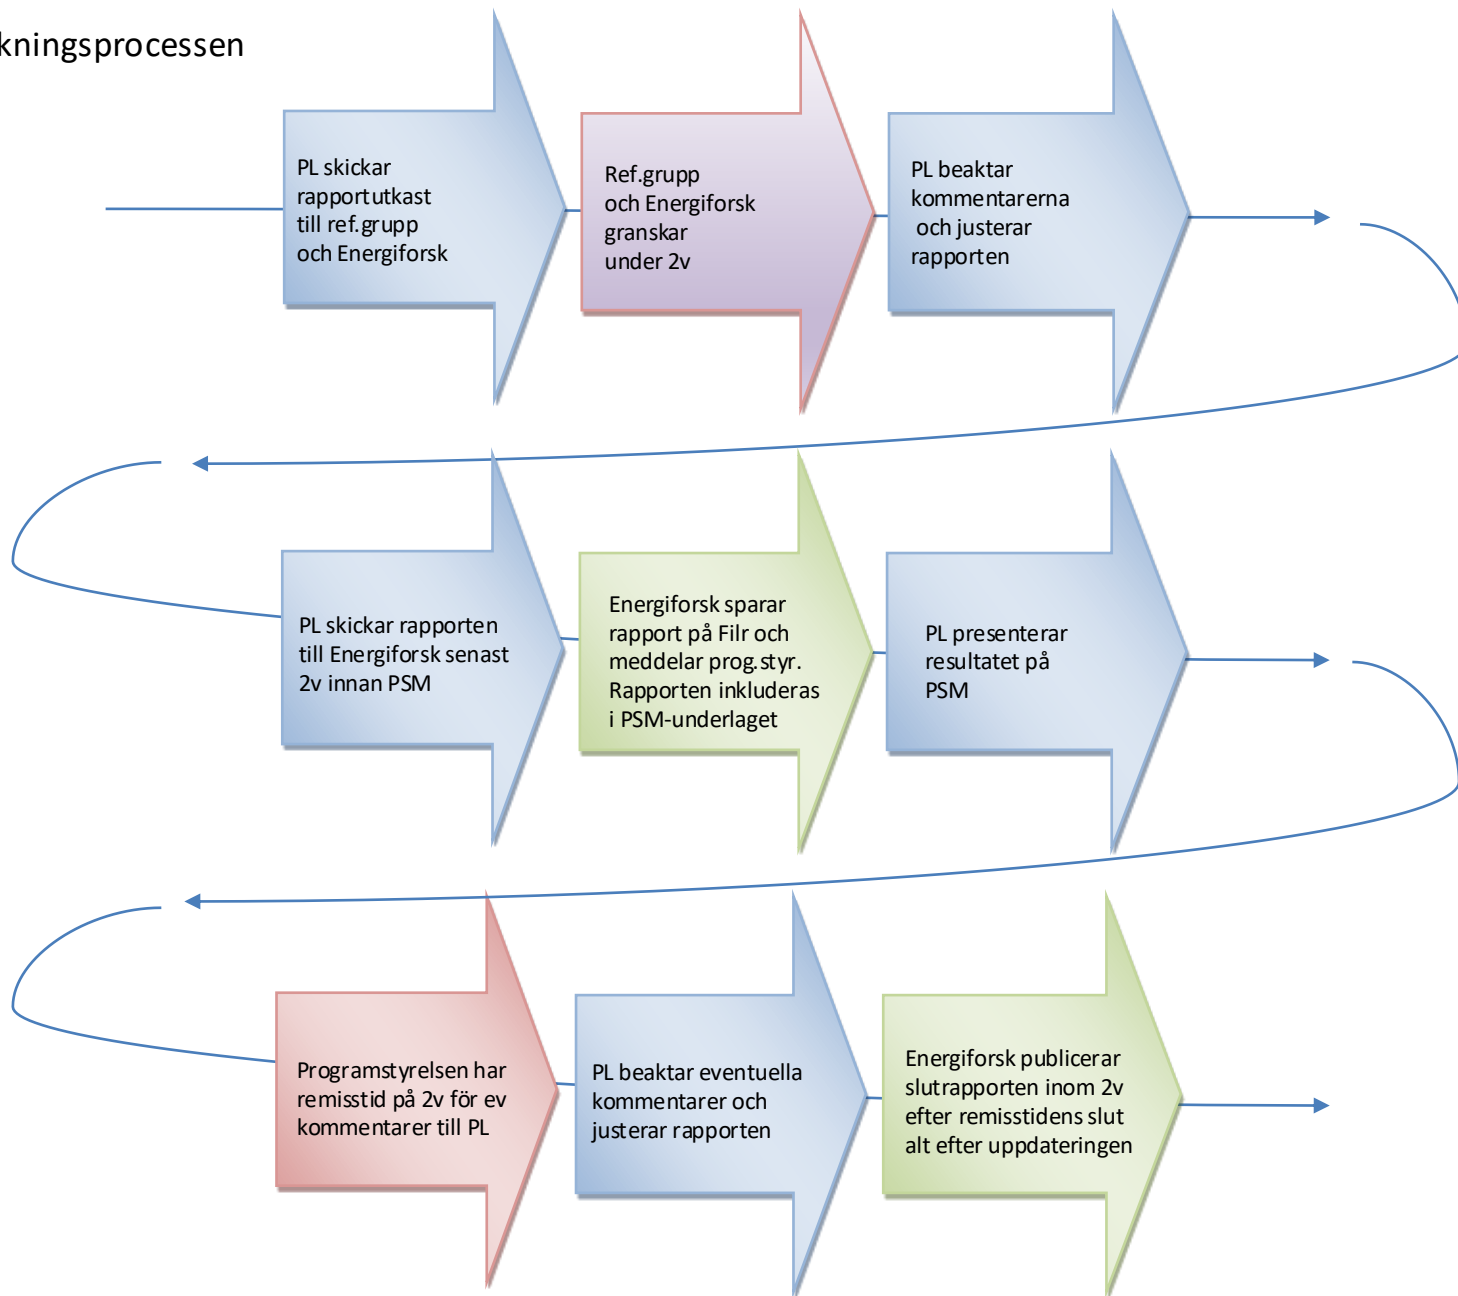 kningsprocessen
PL skickar
rapportutkast
till ref.grupp
och Energiforsk
Ref.grupp
och Energiforsk
granskar
under 2v
PL beaktar
kommentarerna
och justerar
rapporten
PL skickar rapporten
till Energiforsk senast
2v innan PSM
Energiforsk sparar
rapport på Filr och
meddelar prog.styr.
Rapporten inkluderas
i PSM-underlaget
PL presenterar
resultatet på
PSM
Programstyrelsen har
remisstid på 2v för ev
kommentarer till PL
PL beaktar eventuella
kommentarer och
justerar rapporten
Energiforsk publicerar
slutrapporten inom 2v
efter remisstidens slut
alt efter uppdateringen